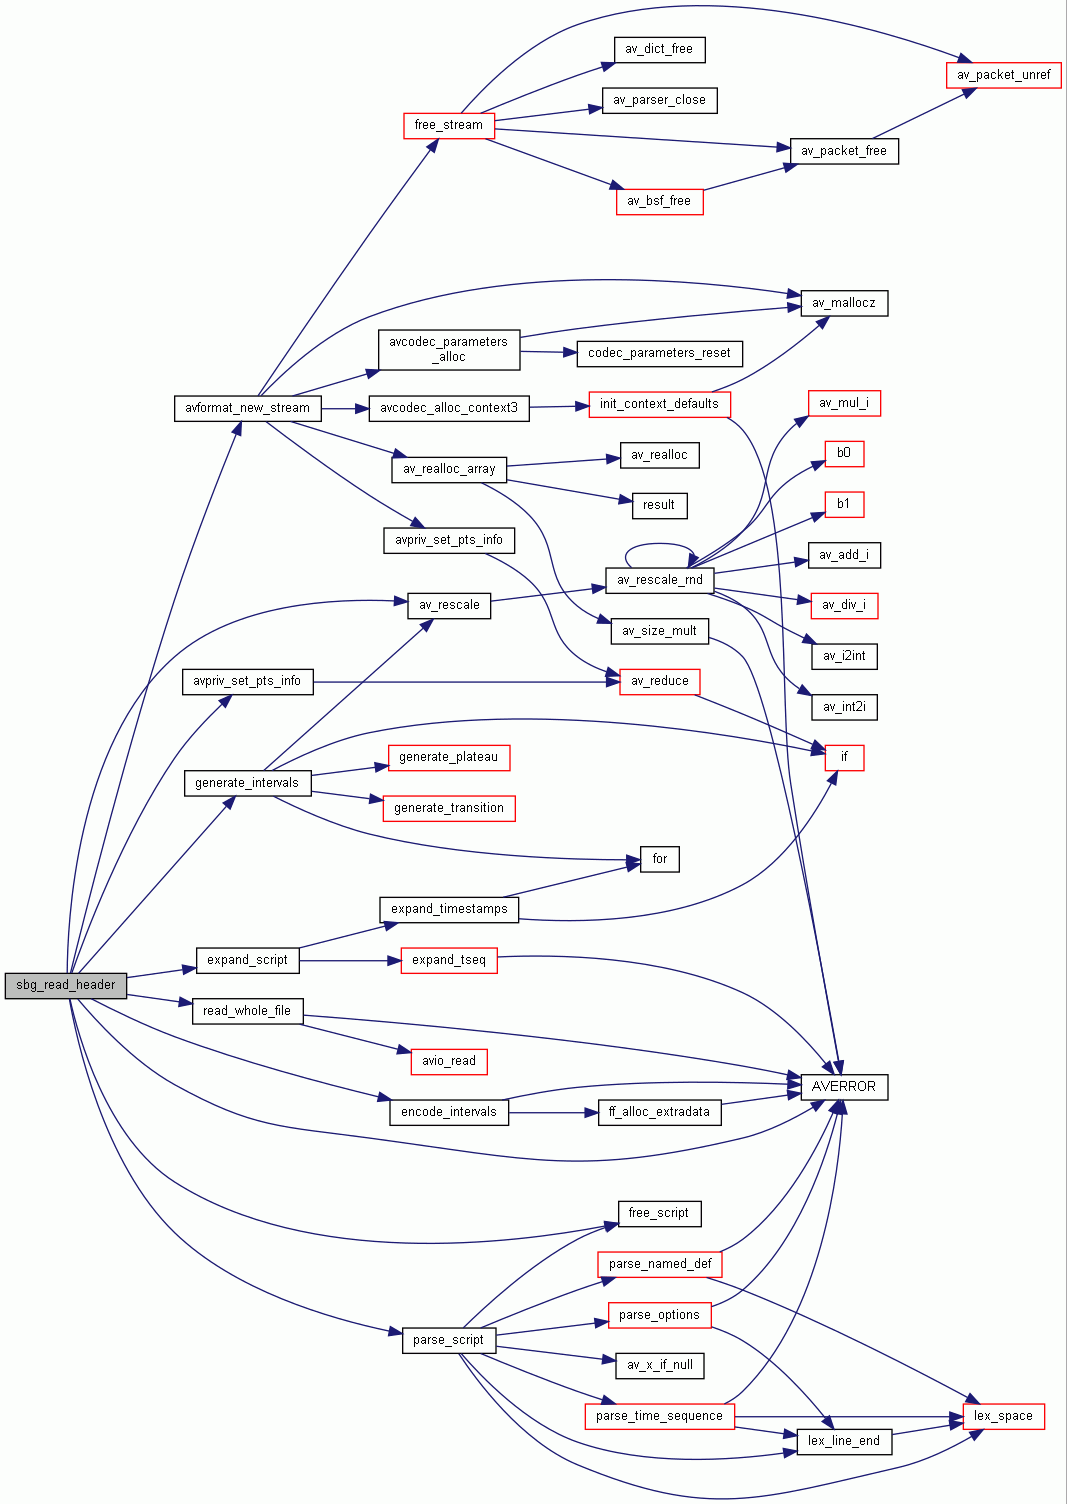 av_dict_free
av_packet_unref
av_parser_close
free_stream
av_packet_free
av_bsf_free
av_mallocz
avcodec_parameters
_alloc
codec_parameters_reset
avformat_new_stream
avcodec_alloc_context3
init_context_defaults
av_mul_i
b0
av_realloc
av_realloc_array
result
b1
avpriv_set_pts_info
av_add_i
av_rescale_rnd
av_rescale
av_div_i
av_size_mult
av_i2int
avpriv_set_pts_info
av_reduce
av_int2i
generate_plateau
if
generate_intervals
generate_transition
for
expand_timestamps
expand_script
expand_tseq
sbg_read_header
read_whole_file
avio_read
AVERROR
encode_intervals
ff_alloc_extradata
free_script
parse_named_def
parse_options
parse_script
av_x_if_null
parse_time_sequence
lex_space
lex_line_end